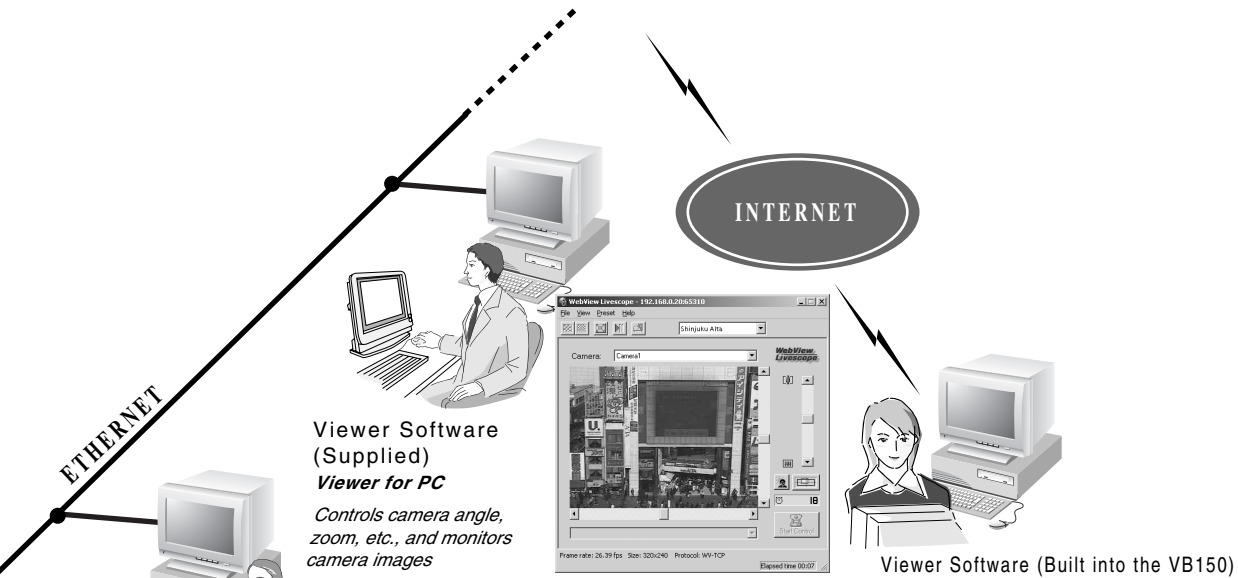 INTERNET
WebView Livescope - 192.168.0.20:65310
File View Preset Help
Shinjuku Alta
Camera: Camera1
WebView
Livescope
U.
18
Start Control
Frame rate: 26.39 fps Size: 320x240 Protocol: WV-TCP
Elapsed time 00:07
ETHERNET
Viewer Software
(Supplied)
Viewer for PC
Controls camera angle,
zoom, etc., and monitors
camera images
Viewer Software (Built into the VB150)